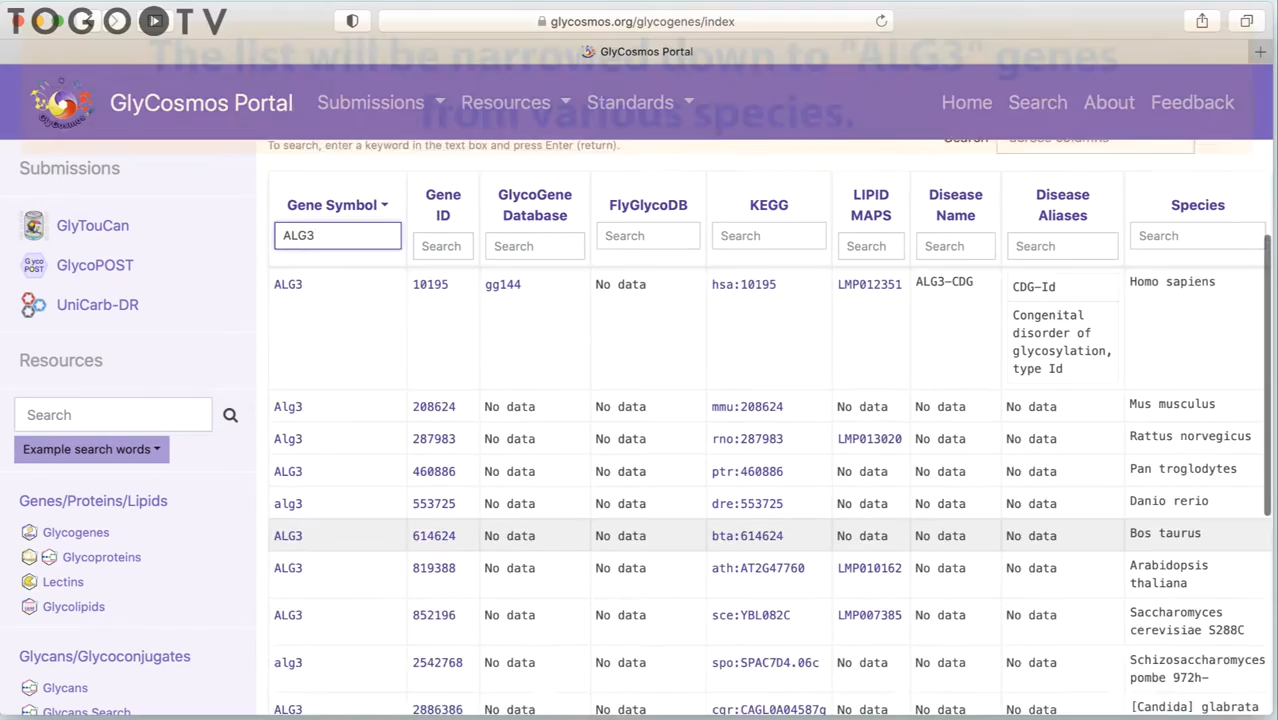 TOGO TV
glycosmos.org/glycogenes/index
GlyCosmos Portal
The list will be narrowed down to "ALG3" genes
from various species.
GlyCosmos Portal
Submissions
Resources
Standards
Home
Search
About
Feedback
To search, enter a keyword in the text box and press Enter (return).
Search
across columns
Submissions
GlyTouCan
GlycoPOST
UniCarb-DR
Resources
Search
Example search words
Genes/Proteins/Lipids
Glycogenes
Glycoproteins
Lectins
Glycolipids
Glycans/Glycoconjugates
Glycans
Glycans Search
Gene Symbol
Gene ID
GlycoGene Database
FlyGlycoDB
KEGG
LIPID MAPS
Disease Name
Disease Aliases
Species
ALG3
Search
Search
Search
Search
Search
Search
Search
Search
ALG3 10195 gg144 No data hsa:10195 LMP012351 ALG3-CDG CDG-Id Homo sapiens
Congenital
disorder of
glycosylation,
type Id
Alg3 208624 No data No data mmu:208624 No data No data No data Mus musculus
Alg3 287983 No data No data rno:287983 LMP013020 No data No data Rattus norvegicus
ALG3 460886 No data No data ptr:460886 No data No data No data Pan troglodytes
alg3 553725 No data No data dre:553725 No data No data No data Danio rerio
ALG3 614624 No data No data bta:614624 No data No data No data Bos taurus
ALG3 819388 No data No data ath:AT2G47760 LMP010162 No data No data Arabidopsis
thaliana
ALG3 852196 No data No data sce:YBL082C LMP007385 No data No data Saccharomyces
cerevisiae S288C
alg3 2542768 No data No data spo:SPAC7D4.06c No data No data No data Schizosaccharomyces
pombe 972h-
ALG3 2886386 No data No data cgr:CAGL0A04587g No data No data No data [Candida] glabrata